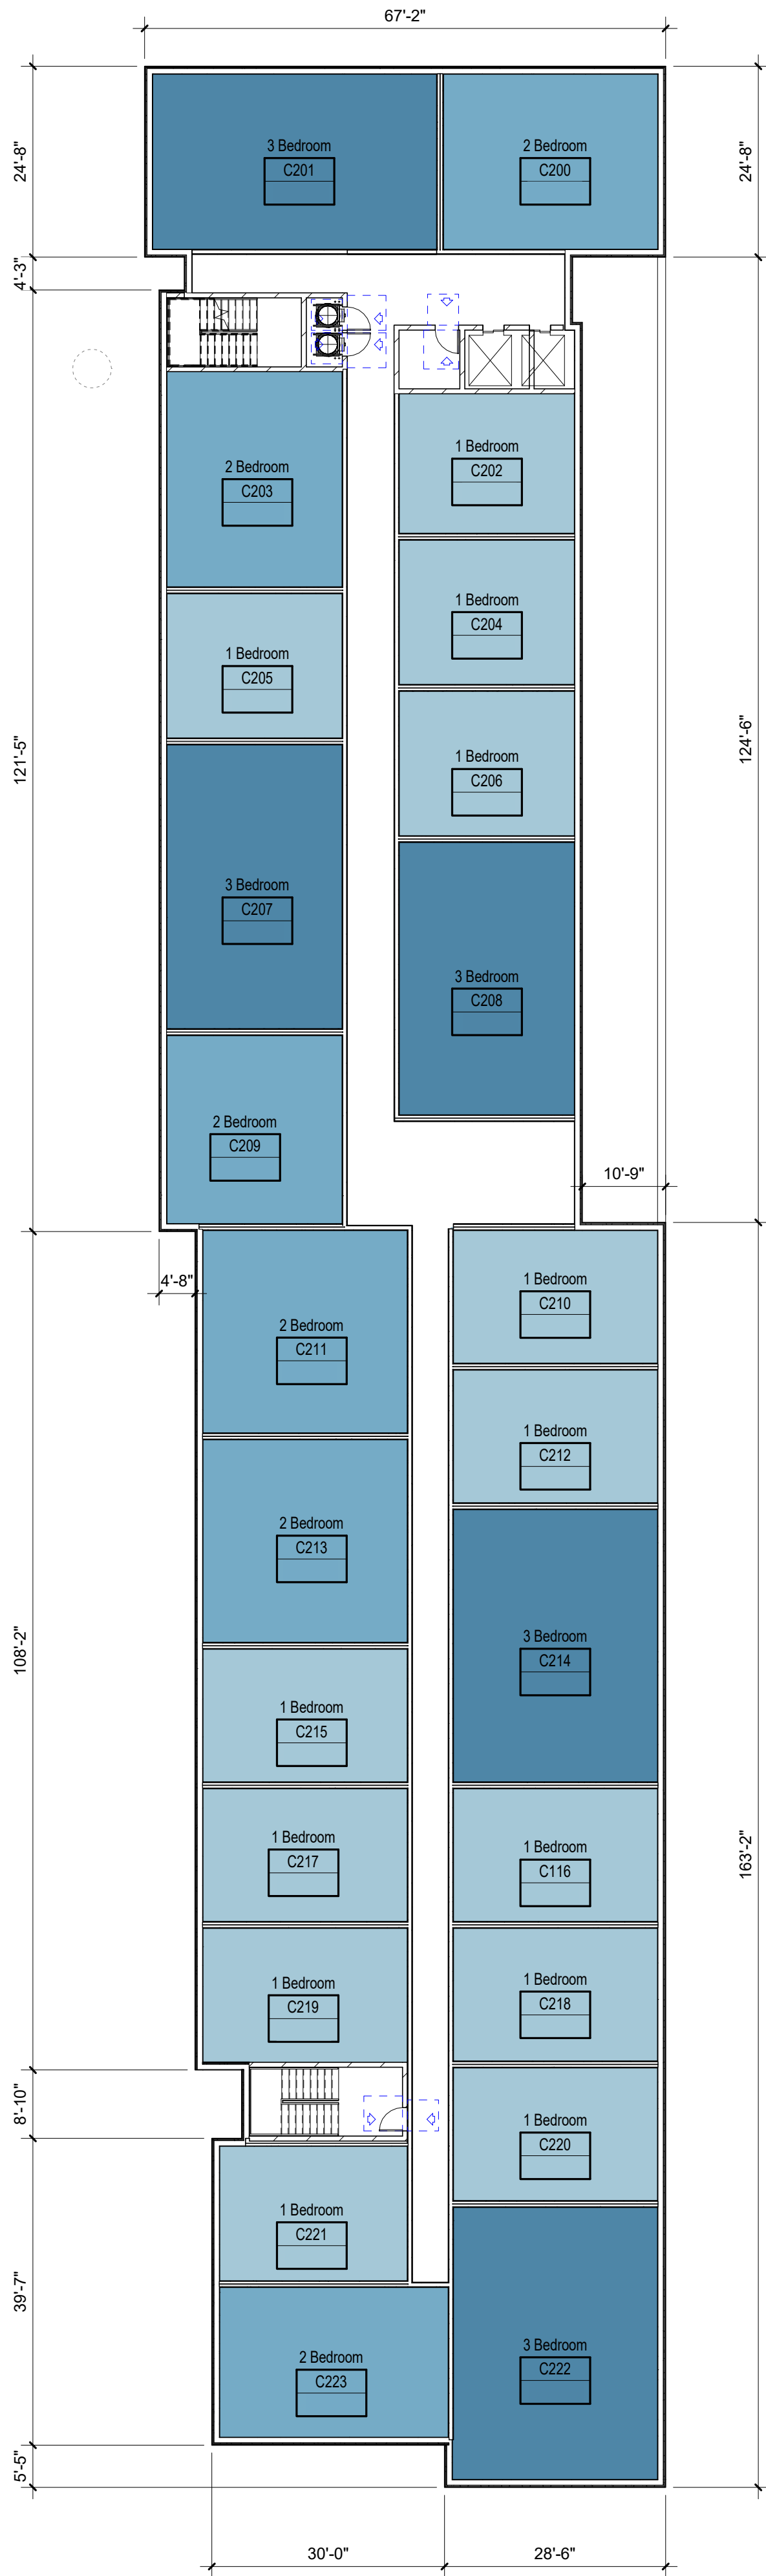 67'-2"
24'-8"
24'-8"
3 Bedroom
C201
2 Bedroom
C200
4'-3"
1 Bedroom
C202
2 Bedroom
C203
1 Bedroom
C204
1 Bedroom
C205
121'-5"
124'-6"
1 Bedroom
C206
3 Bedroom
C207
3 Bedroom
C208
2 Bedroom
C209
10'-9"
4'-8"
1 Bedroom
C210
2 Bedroom
C211
1 Bedroom
C212
2 Bedroom
C213
108'-2"
3 Bedroom
C214
1 Bedroom
C215
163'-2"
1 Bedroom
C217
1 Bedroom
C116
1 Bedroom
C219
1 Bedroom
C218
8'-10"
1 Bedroom
C220
1 Bedroom
C221
39'-7"
3 Bedroom
C222
2 Bedroom
C223
5'-5"
30'-0"
28'-6"